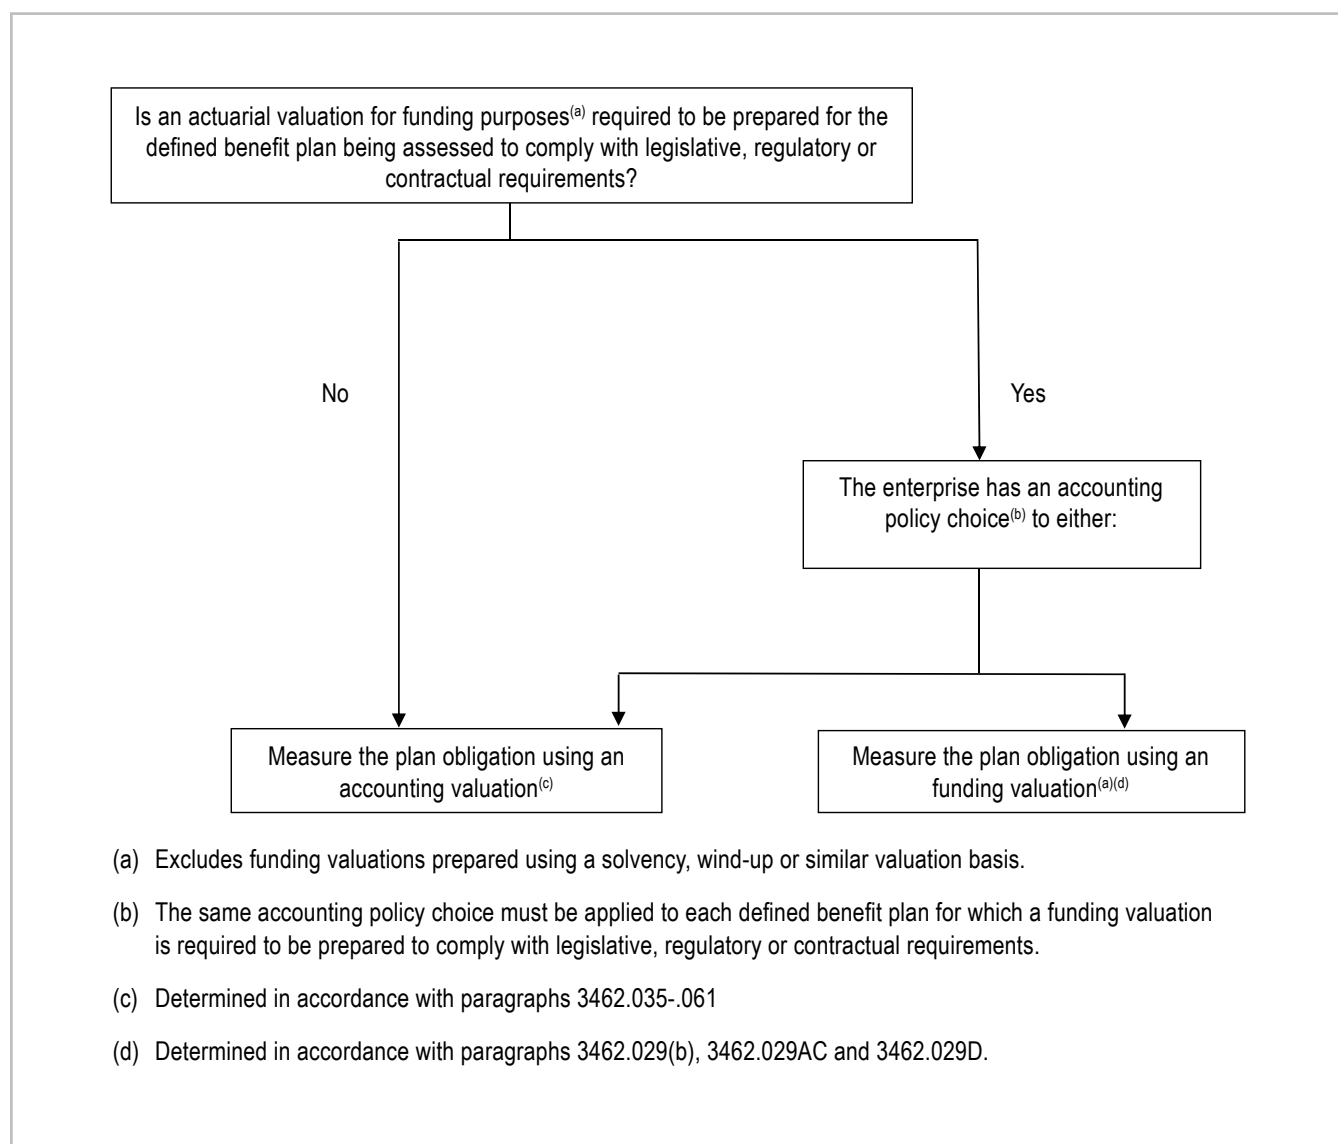 Is an actuarial valuation for funding purposes(a) required to be prepared for the
defined benefit plan being assessed to comply with legislative, regulatory or
contractual requirements?
No
Yes
The enterprise has an accounting
policy choice(b) to either:
Measure the plan obligation using an
accounting valuation(c)
Measure the plan obligation using an
funding valuation(a)(d)
(a) Excludes funding valuations prepared using a solvency, wind-up or similar valuation basis.
(b) The same accounting policy choice must be applied to each defined benefit plan for which a funding valuation
is required to be prepared to comply with legislative, regulatory or contractual requirements.
(c) Determined in accordance with paragraphs 3462.035-.061
(d) Determined in accordance with paragraphs 3462.029(b), 3462.029AC and 3462.029D.